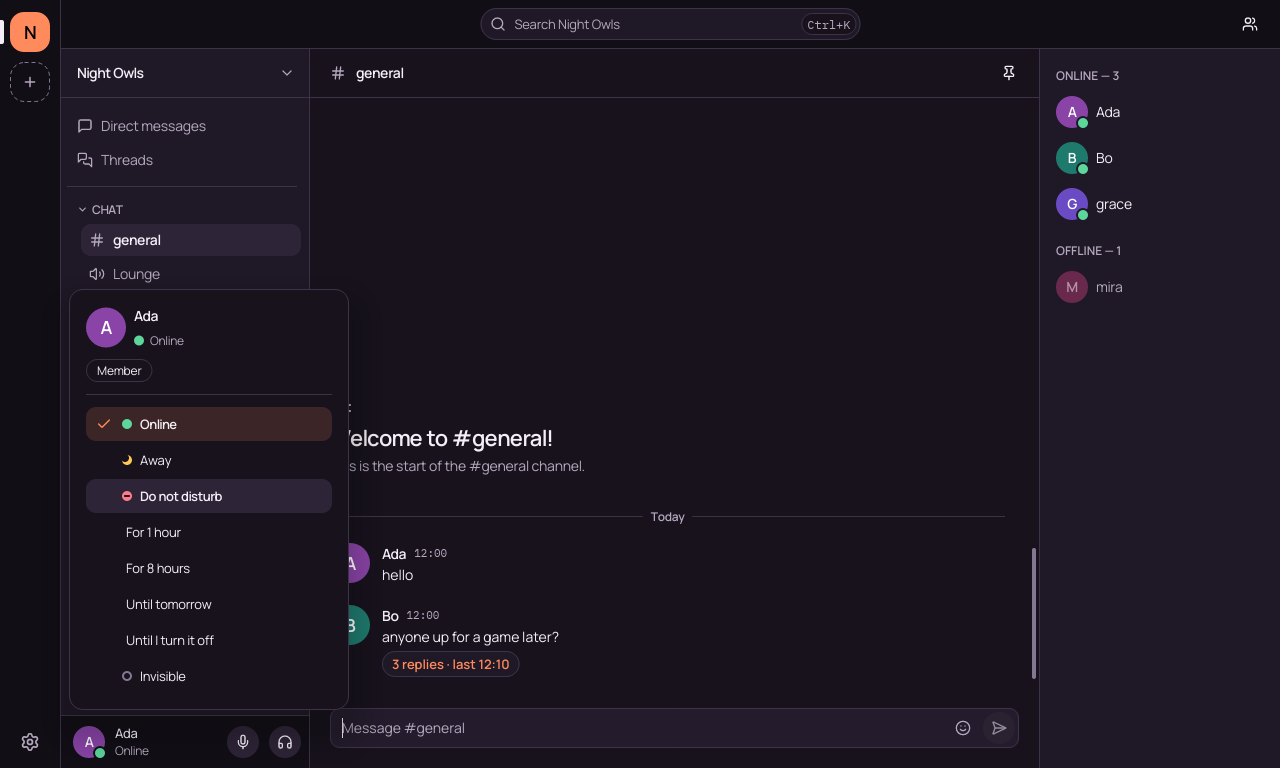 N
Search Night Owls
Ctrl+K
Night Owls
Direct messages
Threads
CHAT
general
Lounge
A
Ada
Online
Member
Online
Away
Do not disturb
For 1 hour
For 8 hours
Until tomorrow
Until I turn it off
Invisible
A
Ada
Online
# general
elcome to #general!
s is the start of the #general channel.
Today
A
Ada 12:00
hello
B
Bo 12:00
anyone up for a game later?
3 replies · last 12:10
Message #general
ONLINE — 3
A
Ada
B
Bo
G
grace
OFFLINE — 1
M
mira